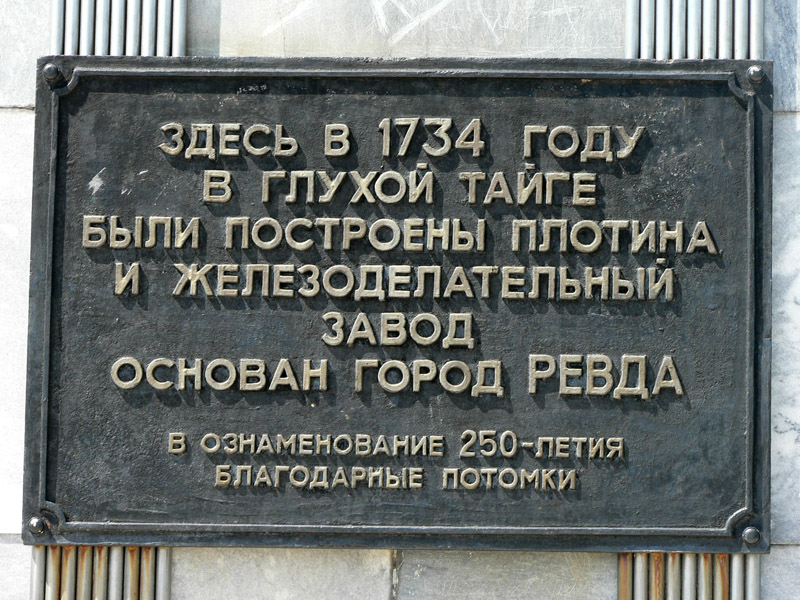 ЗДЕСЬ В 1734 ГОДУ
В ГЛУХОЙ ТАЙГЕ
БЫЛИ ПОСТРОЕНЫ ПЛОТИНА
И ЖЕЛЕЗОДЕЛАТЕЛЬНЫЙ
ЗАВОД
ОСНОВАН ГОРОД РЕВДА
В ОЗНАМЕНОВАНИЕ 250-ЛЕТИЯ
БЛАГОДАРНЫЕ ПОТОМКИ